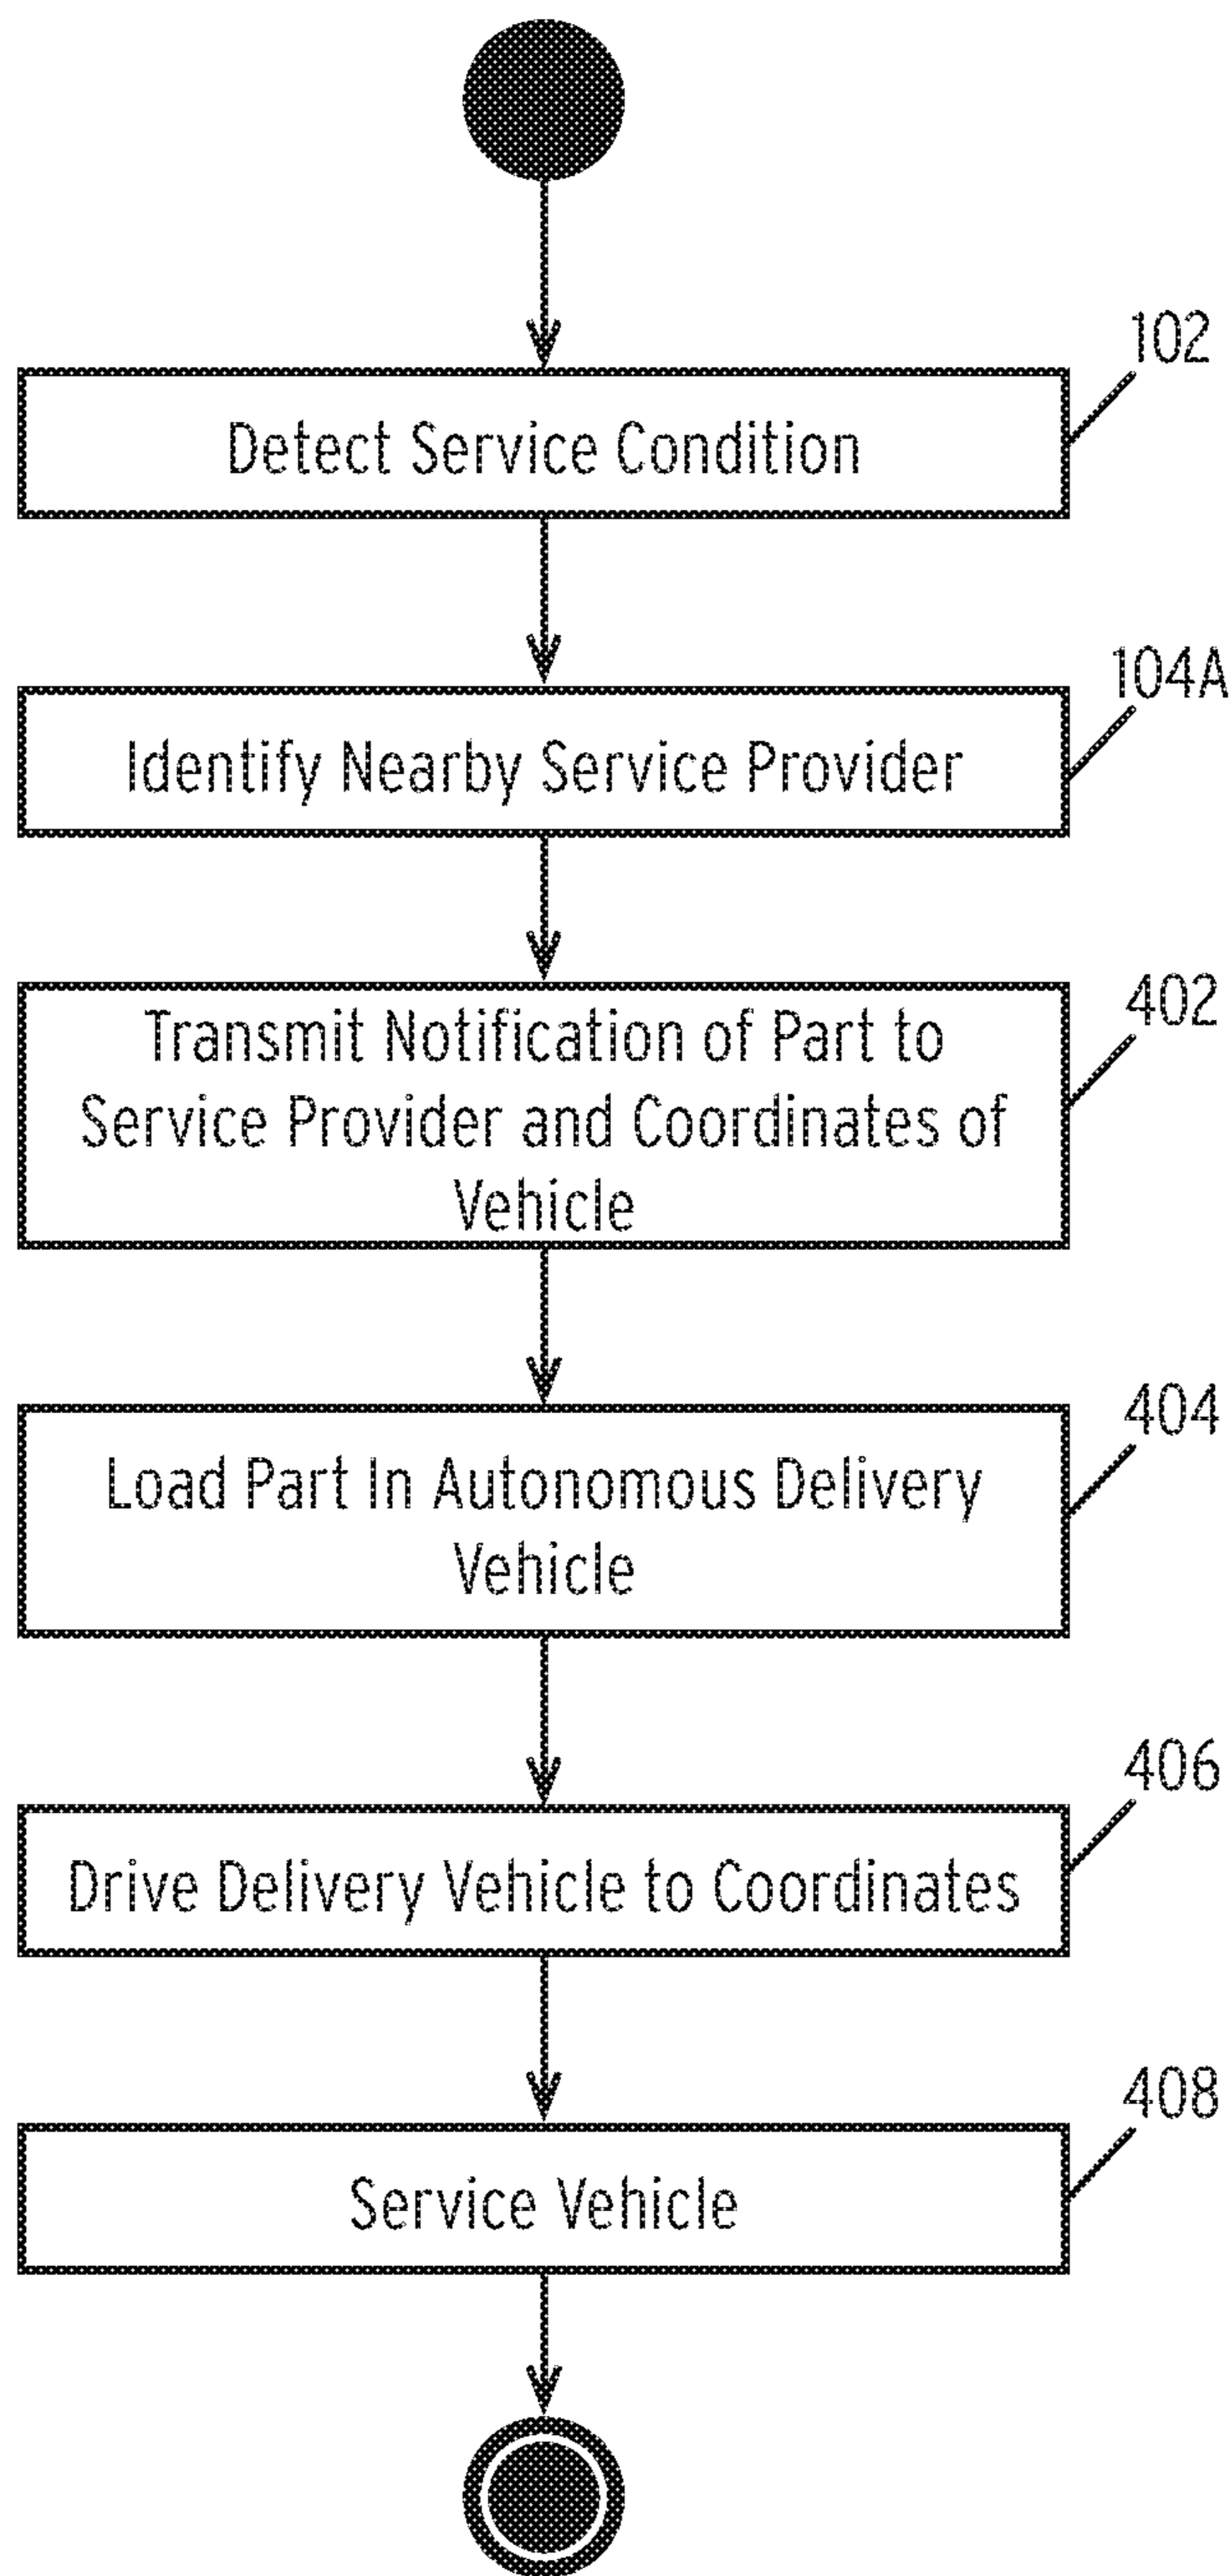 102
Detect Service Condition
104A
Identify Nearby Service Provider
402
Transmit Notification of Part to
Service Provider and Coordinates of
Vehicle
404
Load Part In Autonomous Delivery
Vehicle
406
Drive Delivery Vehicle to Coordinates
408
Service Vehicle